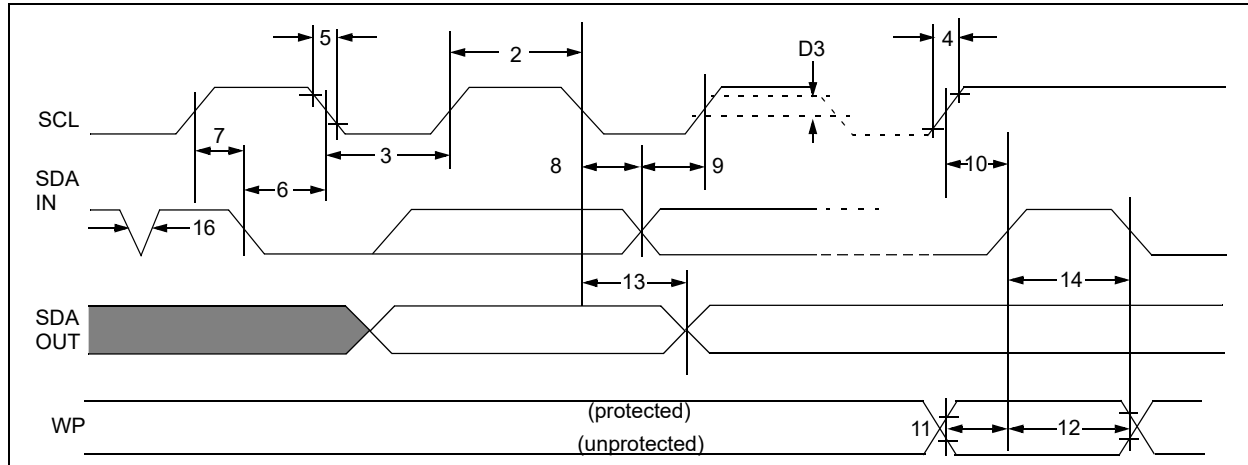 5
2
D3
4
SCL
7
3
8
9
10
SDA
IN
6
16
13
14
SDA
OUT
WP
(protected)
(unprotected)
11
12